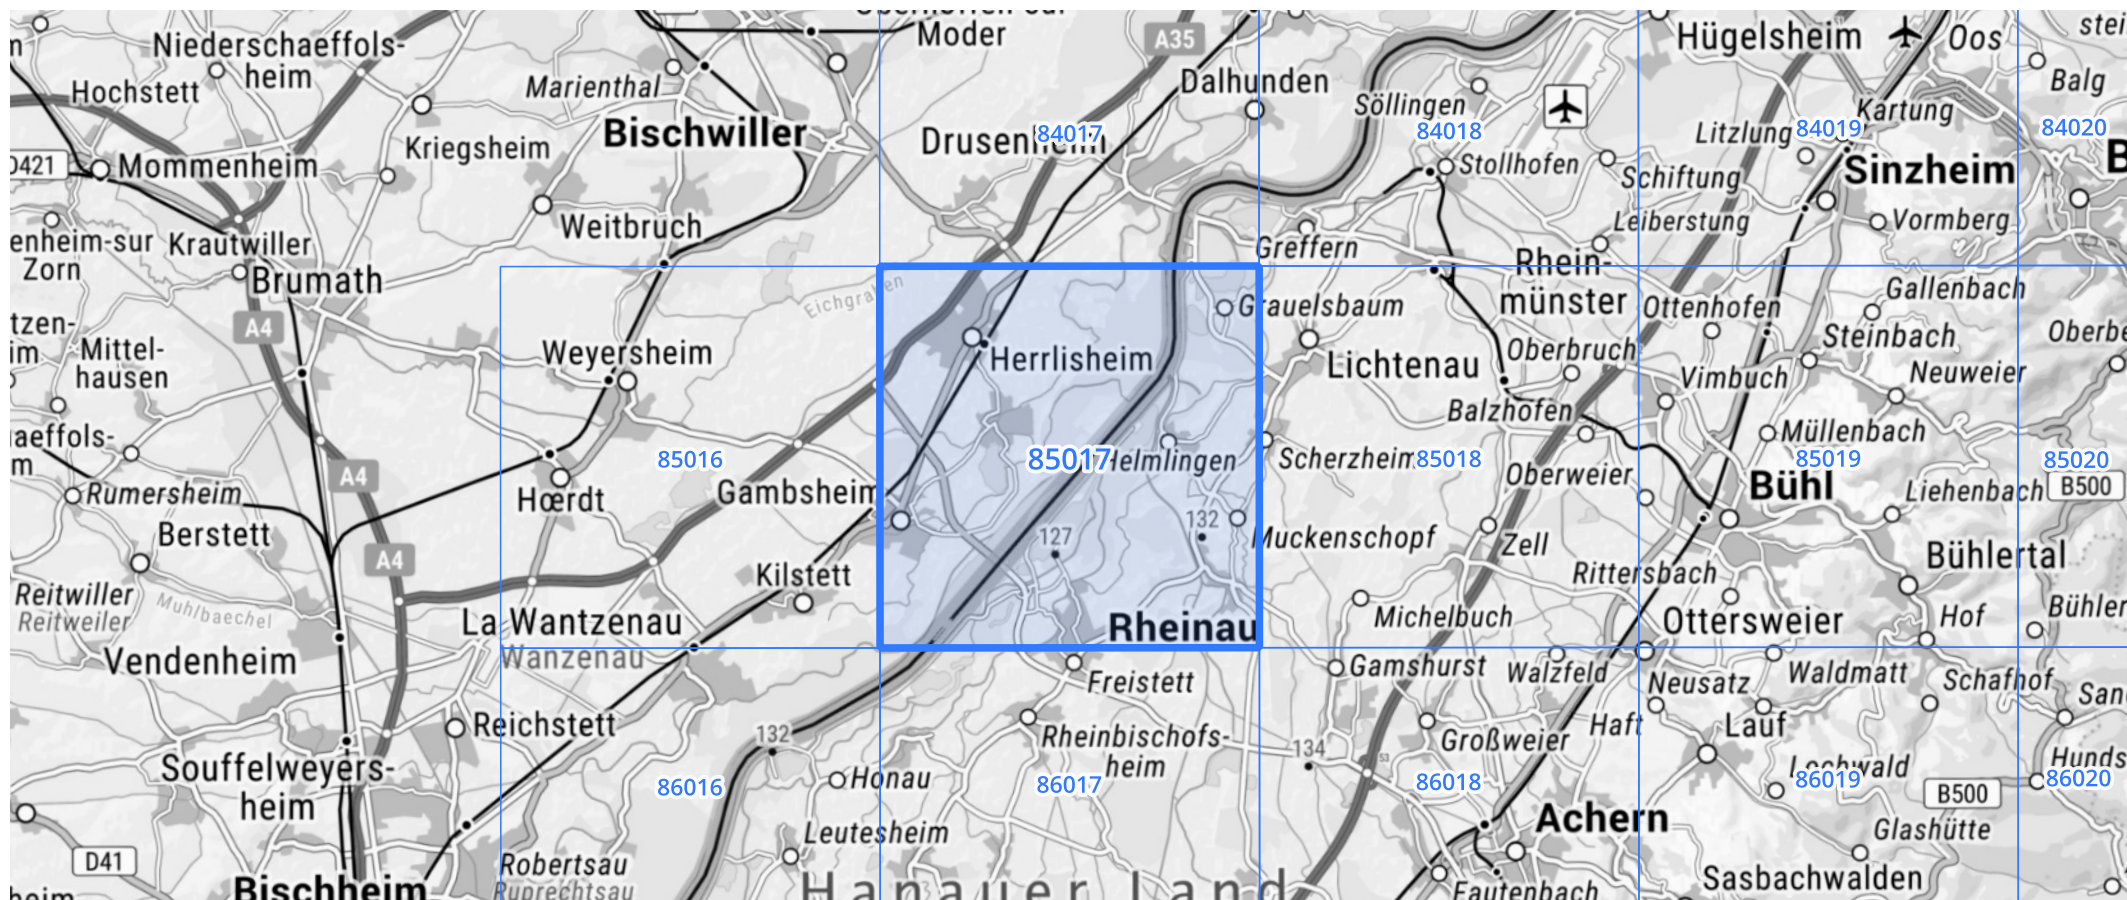 Moder
A35
Hügelsheim
Oos
Niederschaeffols-
heim
Hochstett
Marienthal
Dalhunden
Balg
Söllingen
Kartung
Bischwiller
Drusenheim
84017
84018
Litzlung
84019
84020
Kriegsheim
D421
Mommenheim
Stollhofen
Schiftung
Sinzheim
Weitbruch
Leiberstung
Vormberg
enheim-sur
Zorn
Krautwiller
Greffern
Brumath
Rhein-
münster
Eichgraben
Grauelsbaum
Ottenhofen
Gallenbach
A4
Mittel-
hausen
Weyersheim
Herrlisheim
Lichtenau
Oberbruch
Steinbach
Vimbuch
Neuweier
Balzhofen
Müllenbach
85016
85017
Helmlingen
Scherzheim
85018
85019
85020
A4
Oberweier
Bühl
Liehenbach
B500
Rumersheim
Hœrdt
Gambsheim
132
Berstett
127
Muckenschopf
Zell
Bühlertal
A4
Kilstett
Rittersbach
Reitwiller
Reitweiler
Muhlbaechel
La Wantzenau
Wanzenau
Michelbuch
Rheinau
Ottersweier
Hof
Vendenheim
Freistett
Gamshurst
Walzfeld
Neusatz
Waldmatt
Schafhof
Reichstett
132
Rheinbischofs-
heim
134
53
Großweier
Haft
Lauf
Souffelweyers-
heim
86016
Honau
86017
86018
86019
86020
B500
Leutesheim
Achern
Glashütte
D41
Robertsau
Ruprechtsau
Bischheim
Hanauer Land
Fautenbach
Sasbachwalden